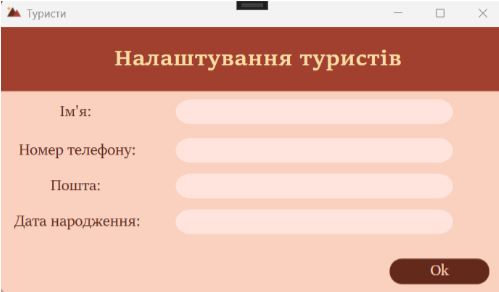 Туристи
Налаштування туристів
Ім'я:
Номер телефону:
Пошта:
Дата народження:
Ok